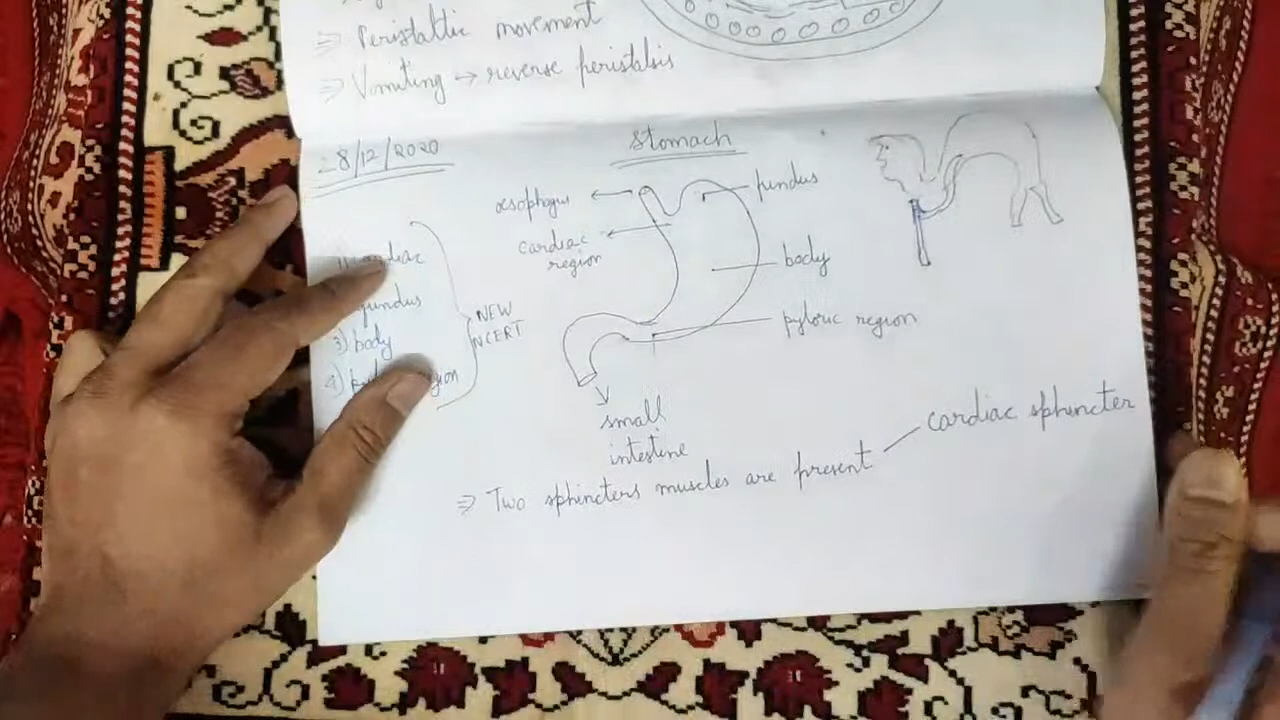 ⇒ Peristaltic movement
⇒ Vomiting → reverse peristalsis
28/12/2020
Stomach
oesophagus
fundus
cardiac
region
body
pyloric region
small
intestine
fundus
3) body
4)
NEW
NCERT
⇒ Two sphincters muscles are present
cardiac sphincter